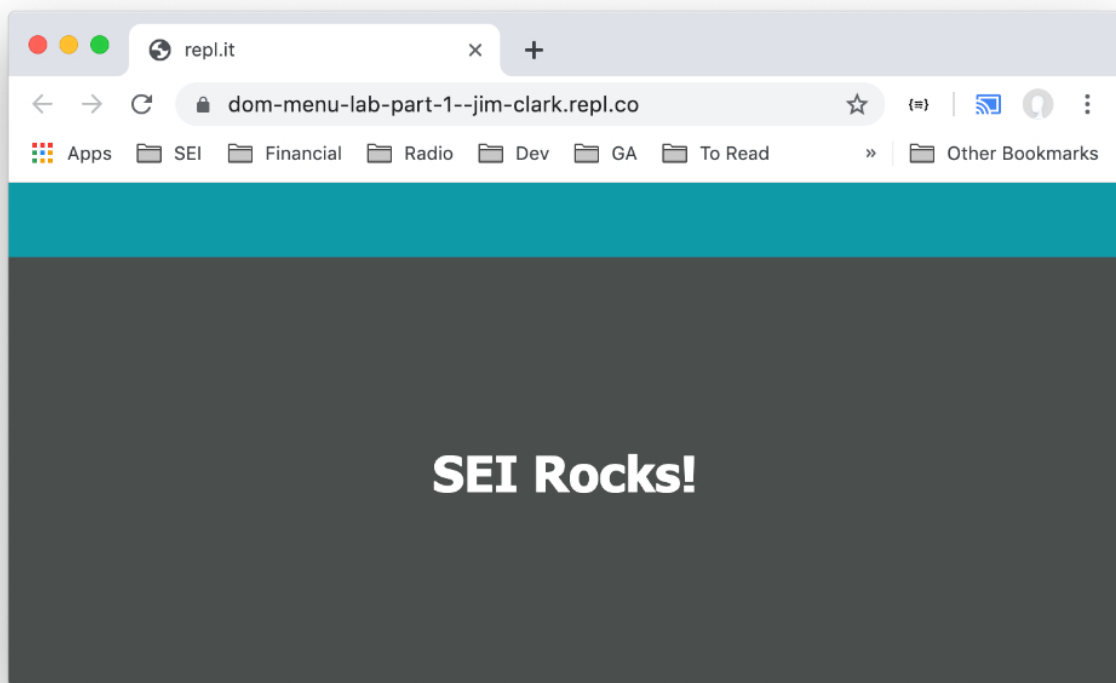 repl.it
dom-menu-lab-part-1--jim-clark.repl.co
Apps SEI Financial Radio Dev GA To Read » Other Bookmarks
SEI Rocks!